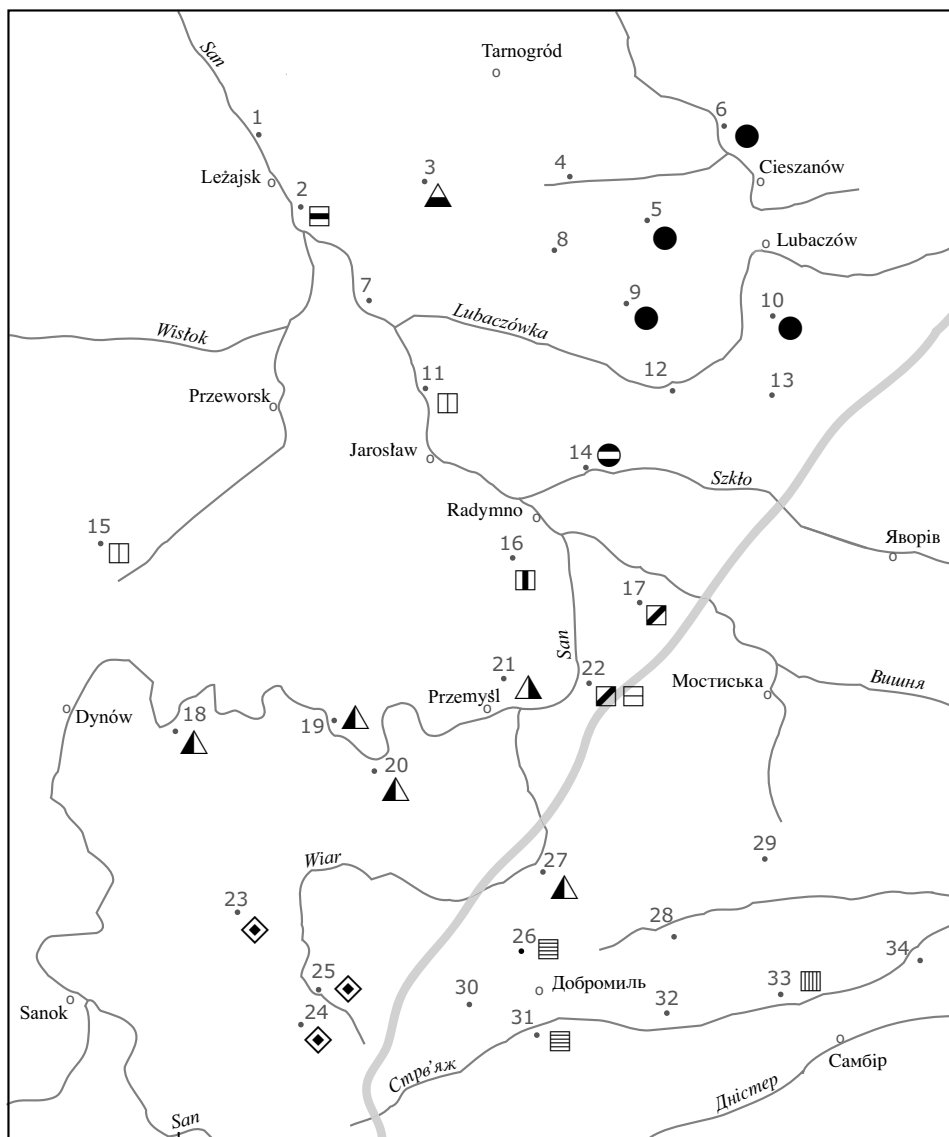 San
Tarnogród
1
6
Leżajsk
3
4
Cieszanów
2
5
8
Lubaczów
7
9
10
Wisłok
Lubaczówka
11
12
13
Przeworsk
Jarosław
14
Szkło
Radymno
15
16
Яворів
17
San
21
22
Мостиська
Вишня
Przemyśl
Dynów
18
19
20
29
Wiar
27
23
28
26
34
25
33
Sanok
30
Добромиль
32
24
31
Самбір
Стрв'яж
Дністер
San